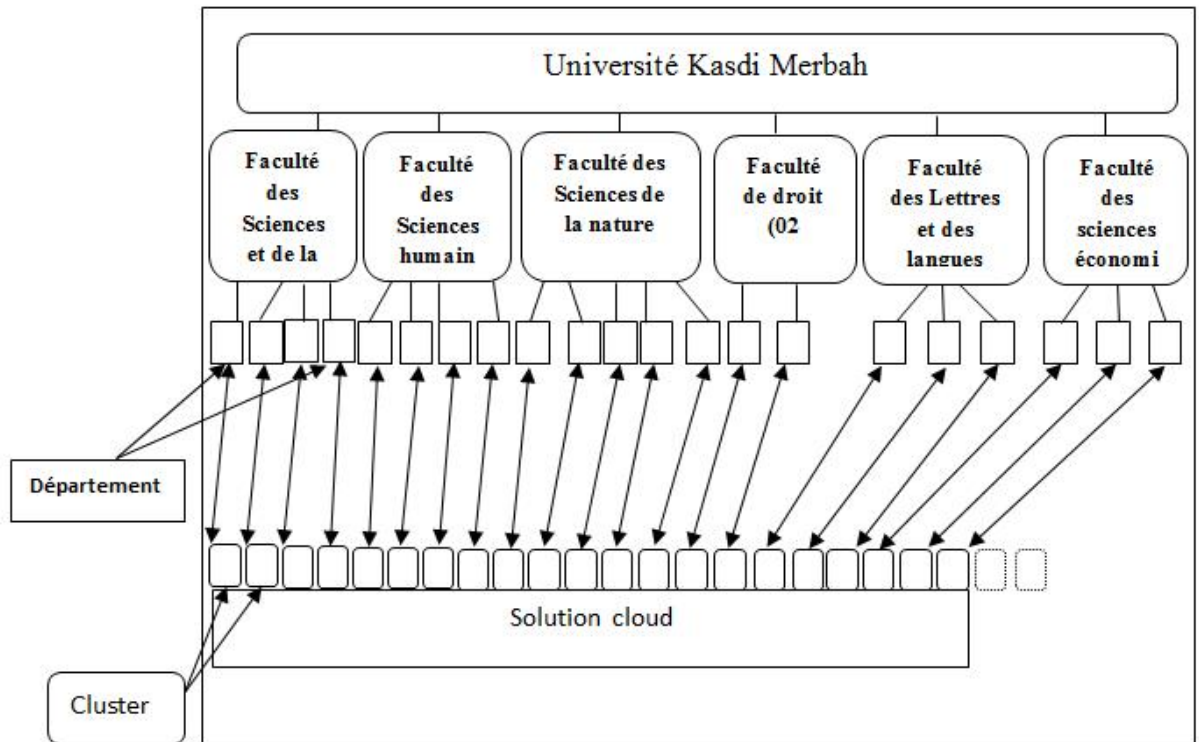 Université Kasdi Merbah
Faculté
des
Sciences
et de la
Faculté
des
Sciences
humain
Faculté des
Sciences de
la nature
Faculté
de droit
(02
Faculté
des Lettres
et des
langues
Faculté
des
sciences
économi
Département
Solution cloud
Cluster